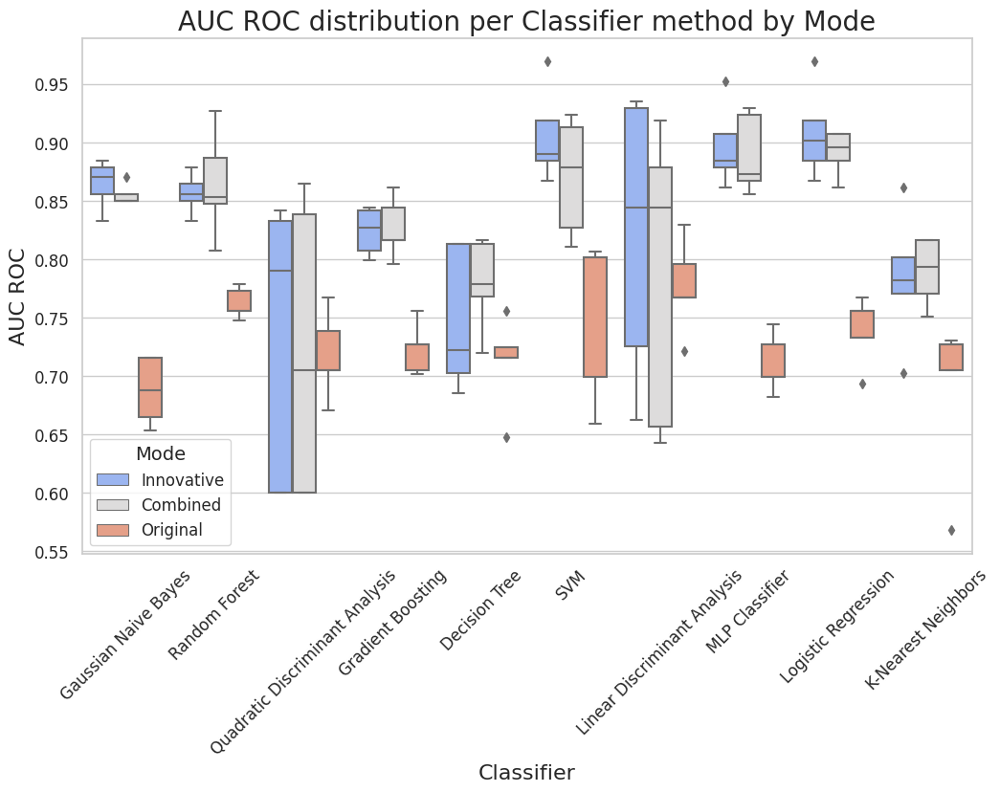 AUC ROC distribution per Classifier method by Mode
AUC ROC
0.95
0.90
0.85
0.80
0.75
0.70
0.65
0.60
0.55
Mode
Innovative
Combined
Original
Gaussian Naive Bayes
Random Forest
Quadratic Discriminant Analysis
Gradient Boosting
Decision Tree
SVM
Linear Discriminant Analysis
MLP Classifier
Logistic Regression
K-Nearest Neighbors
Classifier